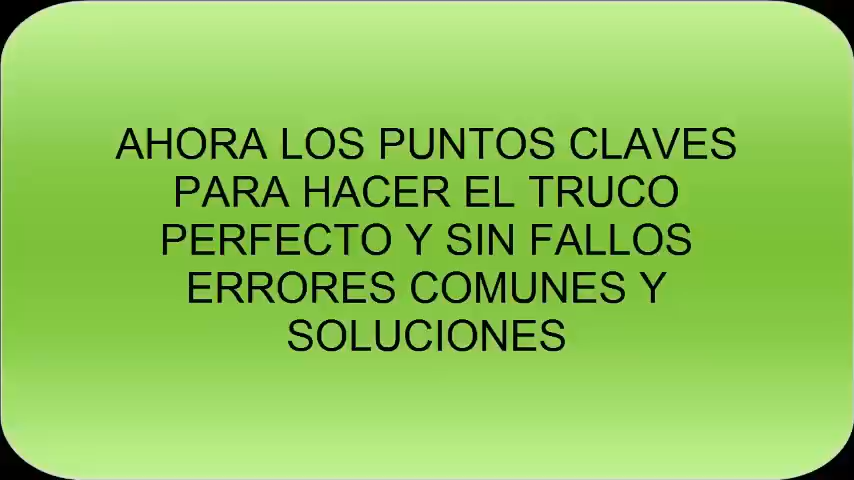 AHORA LOS PUNTOS CLAVES
PARA HACER EL TRUCO
PERFECTO Y SIN FALLOS
ERRORES COMUNES Y
SOLUCIONES